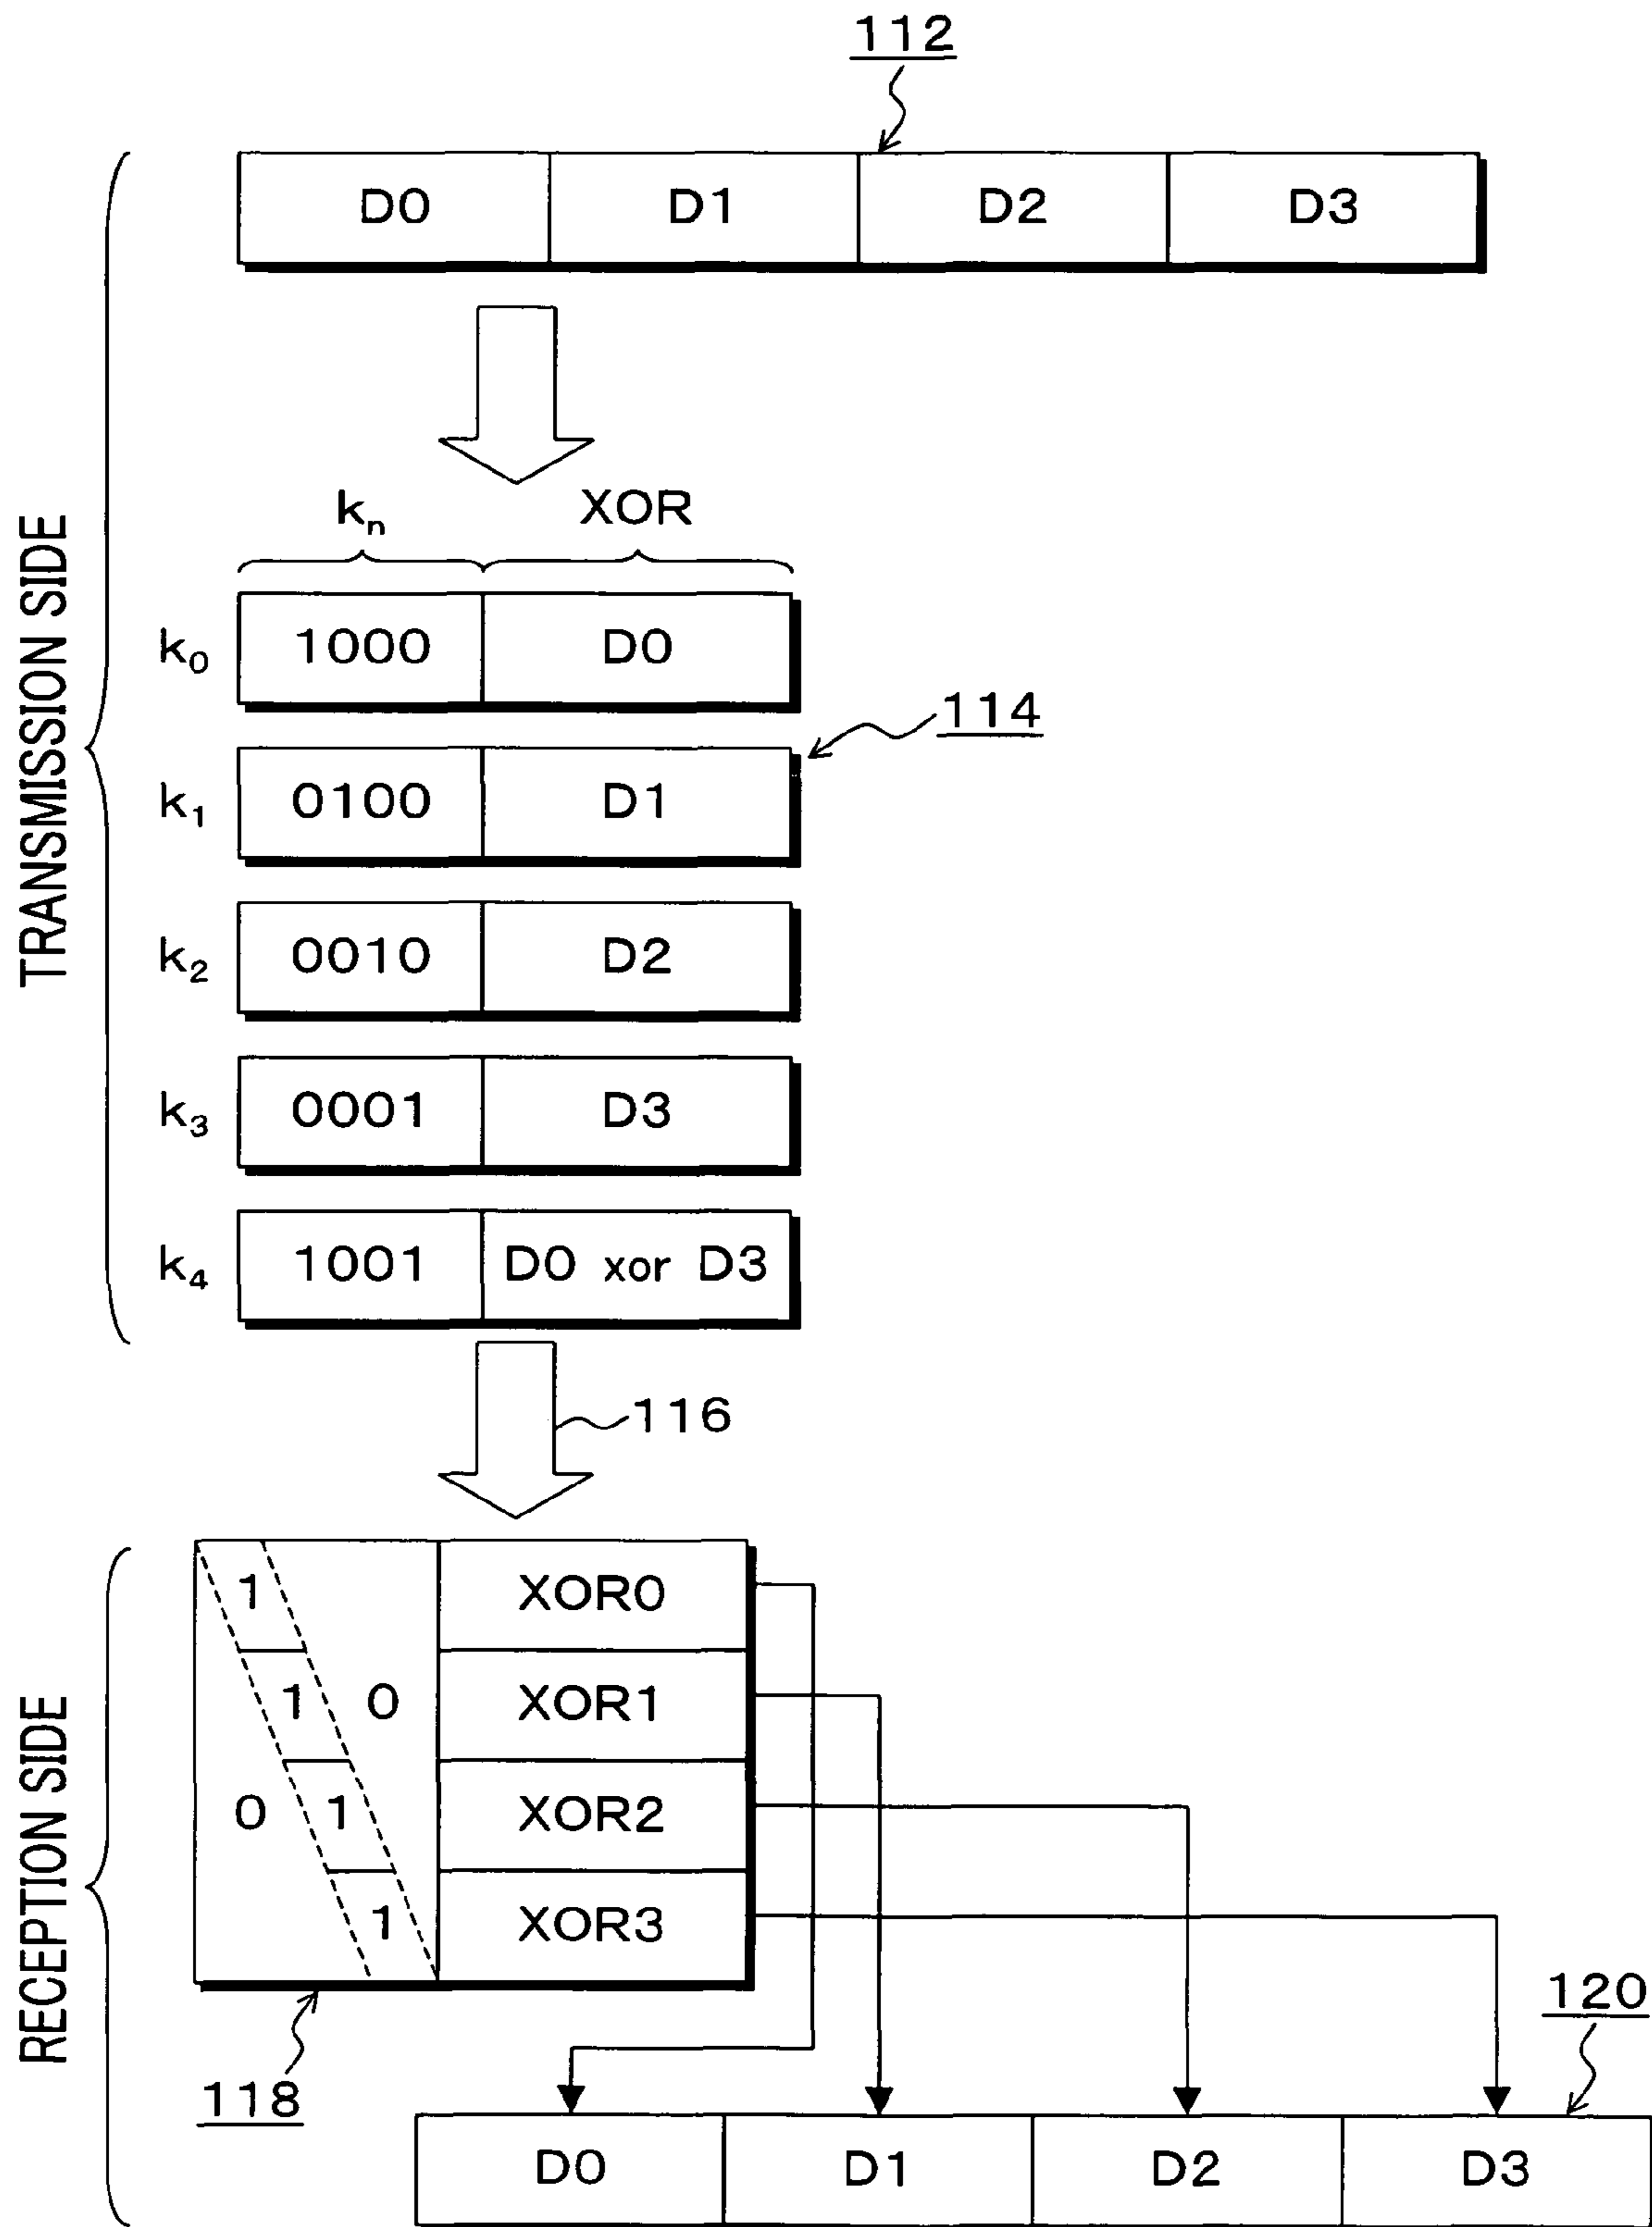 112
D0 D1 D2 D3
TRANSMISSION SIDE
kn XOR
k0 1000 D0
114
k1 0100 D1
k2 0010 D2
k3 0001 D3
k4 1001 D0 xor D3
116
RECEPTION SIDE
1 XOR0
1 0 XOR1
0 1 XOR2
1 XOR3
120
118
D0 D1 D2 D3